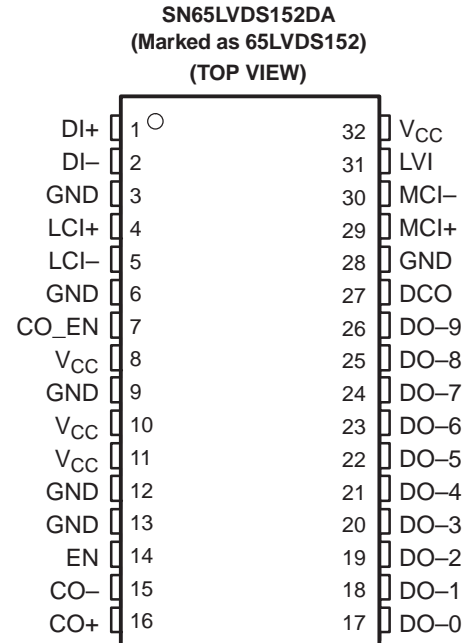 SN65LVDS152DA
(Marked as 65LVDS152)
(TOP VIEW)
DI+ 1 32 VCC
DI– 2 31 LVI
GND 3 30 MCI–
LCI+ 4 29 MCI+
LCI– 5 28 GND
GND 6 27 DCO
CO_EN 7 26 DO–9
VCC 8 25 DO–8
GND 9 24 DO–7
VCC 10 23 DO–6
VCC 11 22 DO–5
GND 12 21 DO–4
GND 13 20 DO–3
EN 14 19 DO–2
CO– 15 18 DO–1
CO+ 16 17 DO–0